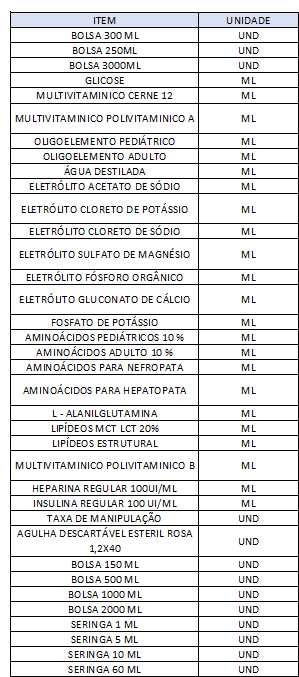 ITEM UNIDADE
BOLSA 300 ML UND
BOLSA 250ML UND
BOLSA 3000ML UND
GLICOSE ML
MULTIVITAMINICO CERNE 12 ML
MULTIVITAMINICO POLIVITAMINICO A ML
OLIGOELEMENTO PEDIÁTRICO ML
OLIGOELEMENTO ADULTO ML
ÁGUA DESTILADA ML
ELETRÓLITO ACETATO DE SÓDIO ML
ELETRÓLITO CLORETO DE POTÁSSIO ML
ELETRÓLITO CLORETO DE SÓDIO ML
ELETRÓLITO SULFATO DE MAGNÉSIO ML
ELETRÓLITO FÓSFORO ORGÂNICO ML
ELETRÓLITO GLUCONATO DE CÁLCIO ML
FOSFATO DE POTÁSSIO ML
AMINOÁCIDOS PEDIÁTRICOS 10 % ML
AMINOÁCIDOS ADULTO 10 % ML
AMINOÁCIDOS PARA NEFROPATA ML
AMINOÁCIDOS PARA HEPATOPATA ML
L - ALANILGLUTAMINA ML
LIPÍDEOS MCT LCT 20% ML
LIPÍDEOS ESTRUTURAL ML
MULTIVITAMINICO POLIVITAMINICO B ML
HEPARINA REGULAR 100UI/ML ML
INSULINA REGULAR 100 UI/ML ML
TAXA DE MANIPULAÇÃO UND
AGULHA DESCARTÁVEL ESTERIL ROSA
1,2X40 UND
BOLSA 150 ML UND
BOLSA 500 ML UND
BOLSA 1000 ML UND
BOLSA 2000 ML UND
SERINGA 1 ML UND
SERINGA 5 ML UND
SERINGA 10 ML UND
SERINGA 60 ML UND